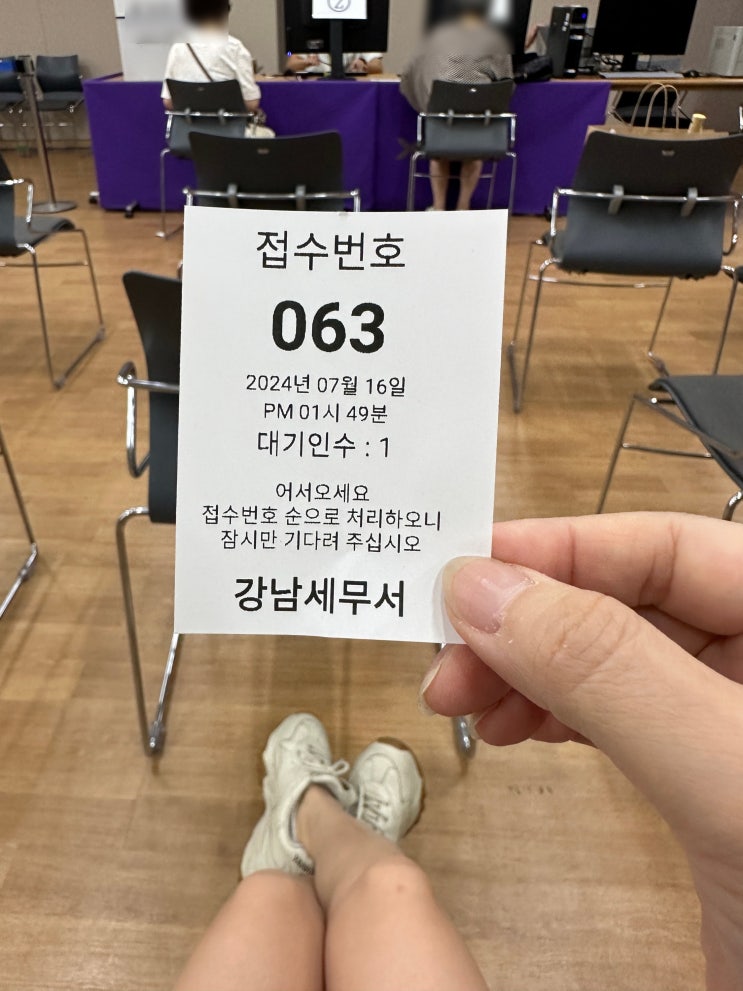 ②
접수번호
063
2024년 07월 16일
PM 01시 49분
대기인수 : 1
어서오세요
접수번호 순으로 처리하오니
잠시만 기다려 주십시오
강남세무서